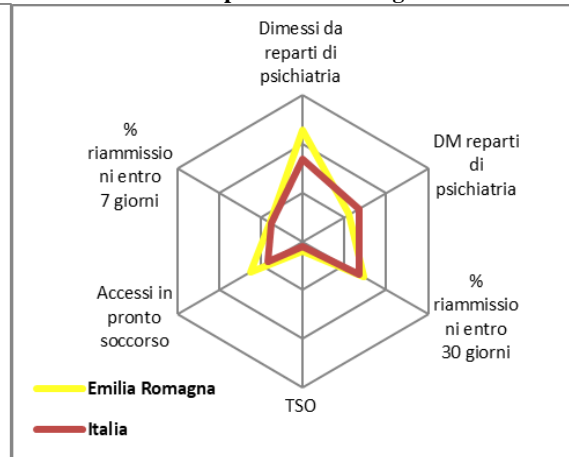 Dimessi da
reparti di
psichiatria
DM reparti
di
psichiatria
%
riammissio
ni entro
30 giorni
TSO
Accessi in
pronto
soccorso
%
riammissio
ni entro
7 giorni
Emilia Romagna
Italia